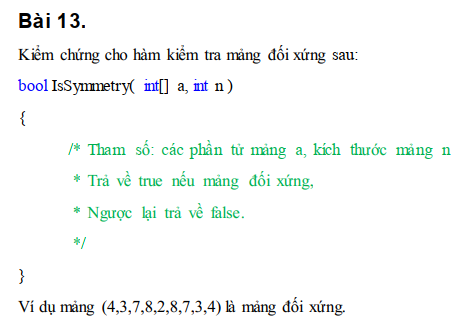 Bài 13.
Kiểm chứng cho hàm kiểm tra mảng đối xứng sau:
bool IsSymmetry( int[] a, int n )
{
/* Tham số: các phần tử mảng a, kích thước mảng n
* Trả về true nếu mảng đối xứng,
* Ngược lại trả về false.
*/
}
Ví dụ mảng (4,3,7,8,2,8,7,3,4) là mảng đối xứng.